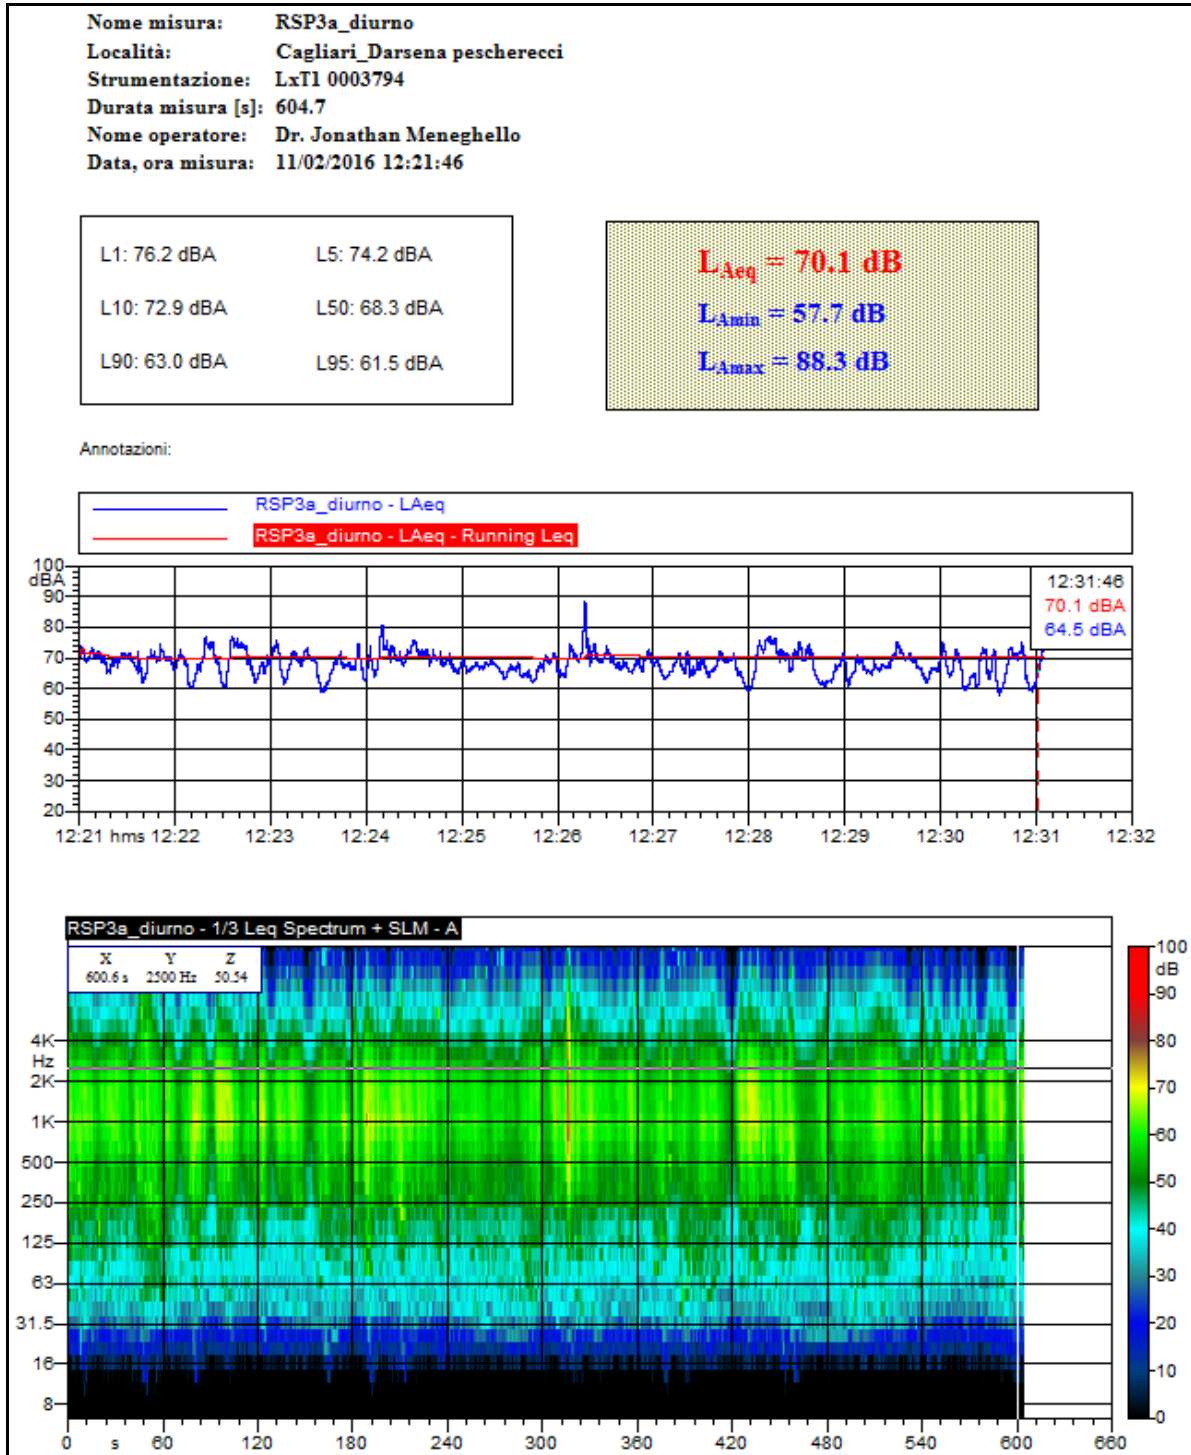 Nome misura: RSP3a_diurno
Località: Cagliari_Darsena pescherecci
Strumentazione: LxT1 0003794
Durata misura [s]: 604.7
Nome operatore: Dr. Jonathan Meneghello
Data, ora misura: 11/02/2016 12:21:46
L1: 76.2 dBA L5: 74.2 dBA
L10: 72.9 dBA L50: 68.3 dBA
L90: 63.0 dBA L95: 61.5 dBA
LAeq = 70.1 dB
LAmin = 57.7 dB
LAmax = 88.3 dB
Annotazioni:
RSP3a_diurno - LAeq
RSP3a_diurno - LAeq - Running Leq
100
dBA
90
80
70
60
50
40
30
20
12:31:46
70.1 dBA
64.5 dBA
12:21 hms 12:22 12:23 12:24 12:25 12:26 12:27 12:28 12:29 12:30 12:31 12:32
RSP3a_diurno - 1/3 Leq Spectrum + SLM - A
X Y Z
600.6 s 2500 Hz 50.54
4K
Hz
2K
1K
500
250
125
63
31.5
16
8
0 s 60 120 180 240 300 360 420 480 540 600 660
100
dB
90
80
70
60
50
40
30
20
10
0